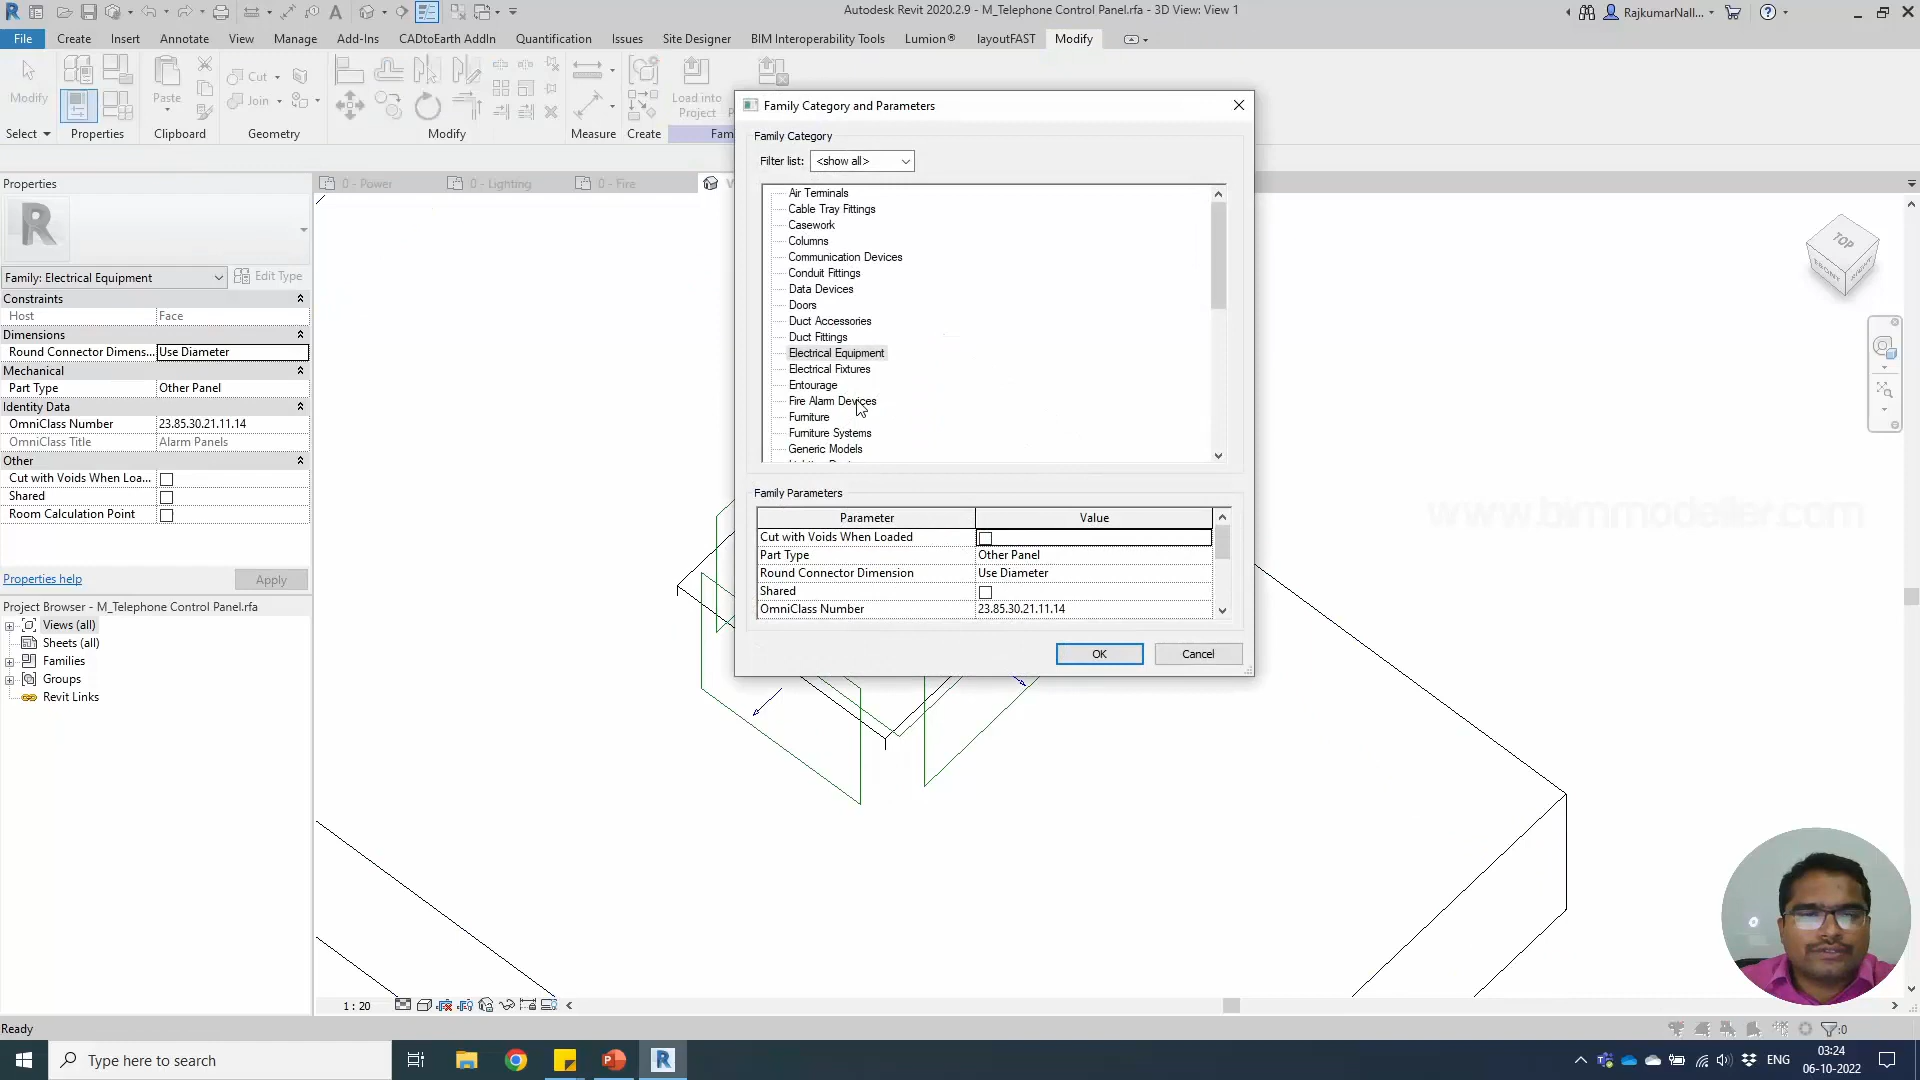 Autodesk Revit 2020.2.9 - M_Telephone Control Panel.rfa - 3D View: View 1
RajkumarNall...
File Create Insert Annotate View Manage Add-Ins CADtoEarth AddIn Quantification Issues Site Designer BIM Interoperability Tools Lumion® layoutFAST Modify
Modify
Paste
Cut
Join
Load into
Project
Select Properties Clipboard Geometry Modify Measure Create Fam
Properties
0 - Power
0 - Lighting
0 - Fire
Family: Electrical Equipment
Edit Type
Constraints
Host Face
Dimensions
Round Connector Dimens... Use Diameter
Mechanical
Part Type Other Panel
Identity Data
OmniClass Number 23.85.30.21.11.14
OmniClass Title Alarm Panels
Other
Cut with Voids When Loa...
Shared
Room Calculation Point
Properties help
Apply
Project Browser - M_Telephone Control Panel.rfa
Views (all)
Sheets (all)
Families
Groups
Revit Links
Family Category and Parameters
Family Category
Filter list: <show all>
Air Terminals
Cable Tray Fittings
Casework
Columns
Communication Devices
Conduit Fittings
Data Devices
Doors
Duct Accessories
Duct Fittings
Electrical Equipment
Electrical Fixtures
Entourage
Fire Alarm Devices
Furniture
Furniture Systems
Generic Models
Family Parameters
Parameter Value
Cut with Voids When Loaded
Part Type Other Panel
Round Connector Dimension Use Diameter
Shared
OmniClass Number 23.85.30.21.11.14
OK Cancel
TOP
FRONT
RIGHT
www.bimmodeller.com
1 : 20
Ready
:0
Type here to search
ENG
03:24
06-10-2022